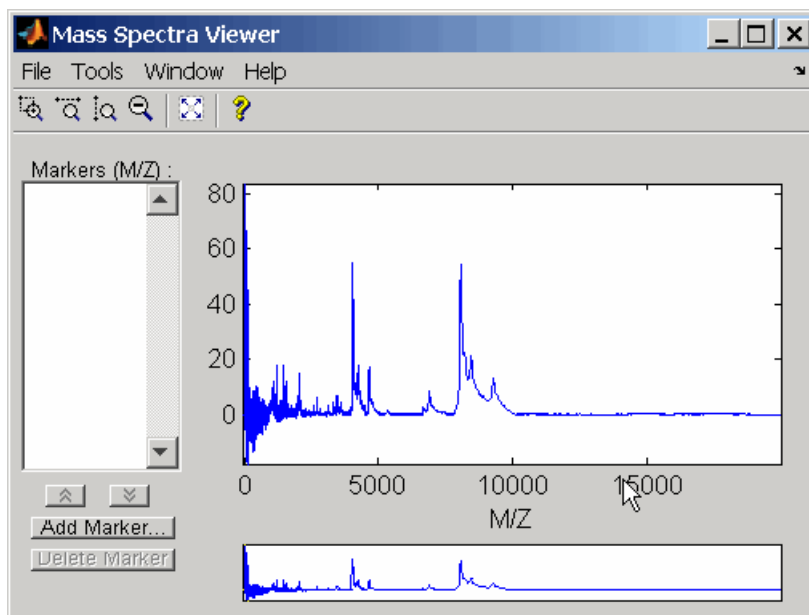 Mass Spectra Viewer
File Tools Window Help
Markers (M/Z) :
80
60
40
20
0
0 5000 10000 15000
M/Z
Add Marker...
Delete Marker